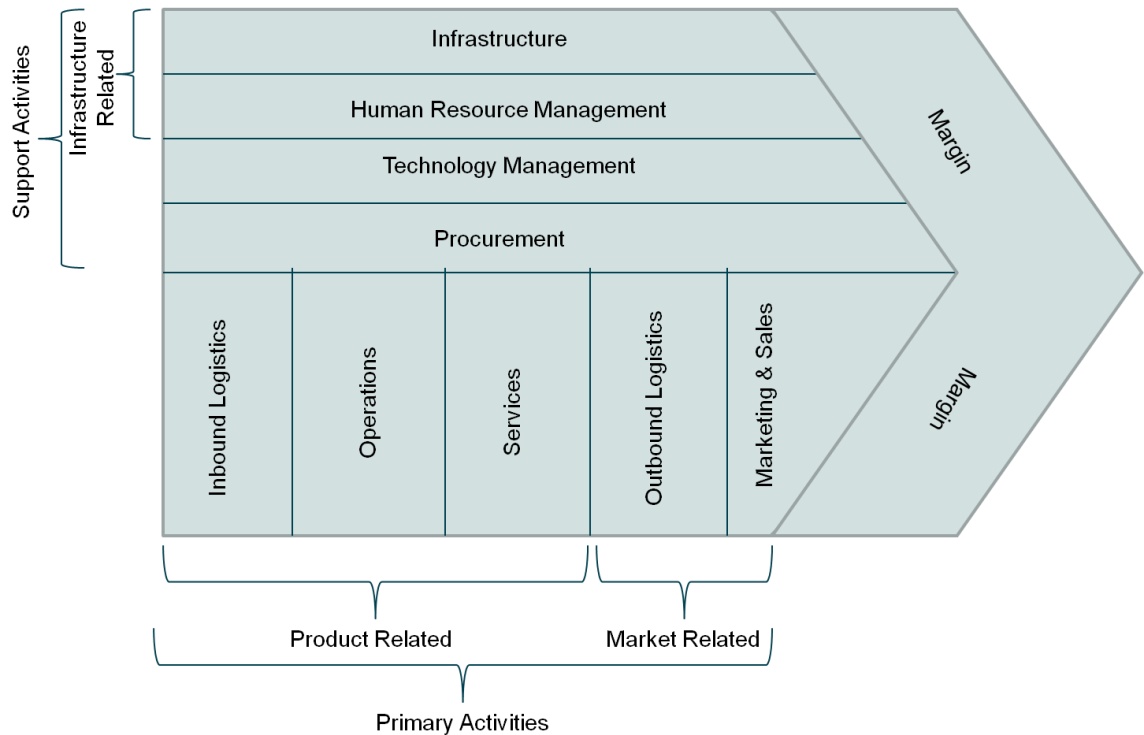 Support Activities
Infrastructure
Related
Infrastructure
Human Resource Management
Technology Management
Procurement
Margin
Margin
Inbound Logistics
Operations
Services
Outbound Logistics
Marketing & Sales
Product Related
Market Related
Primary Activities